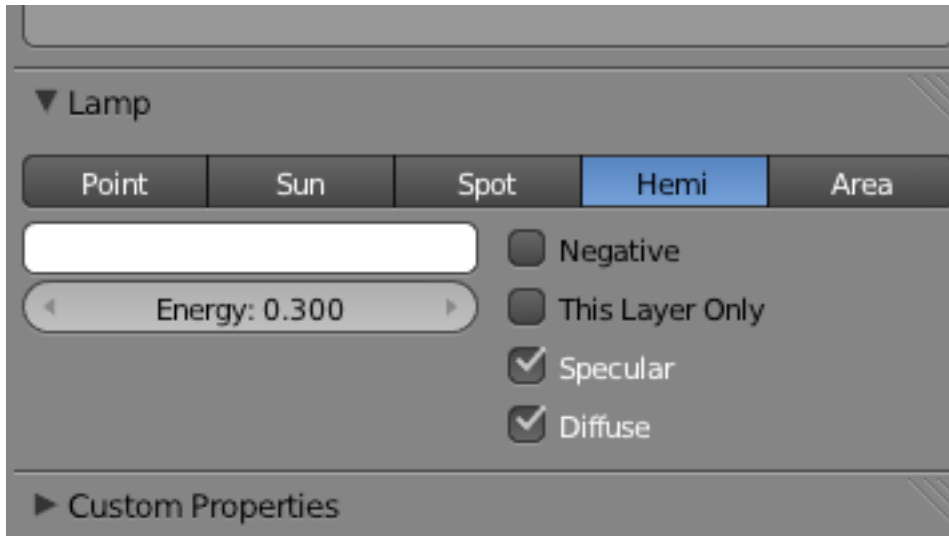 Lamp
Point Sun Spot Hemi Area
Negative
Energy: 0.300 This Layer Only
Specular
Diffuse
Custom Properties